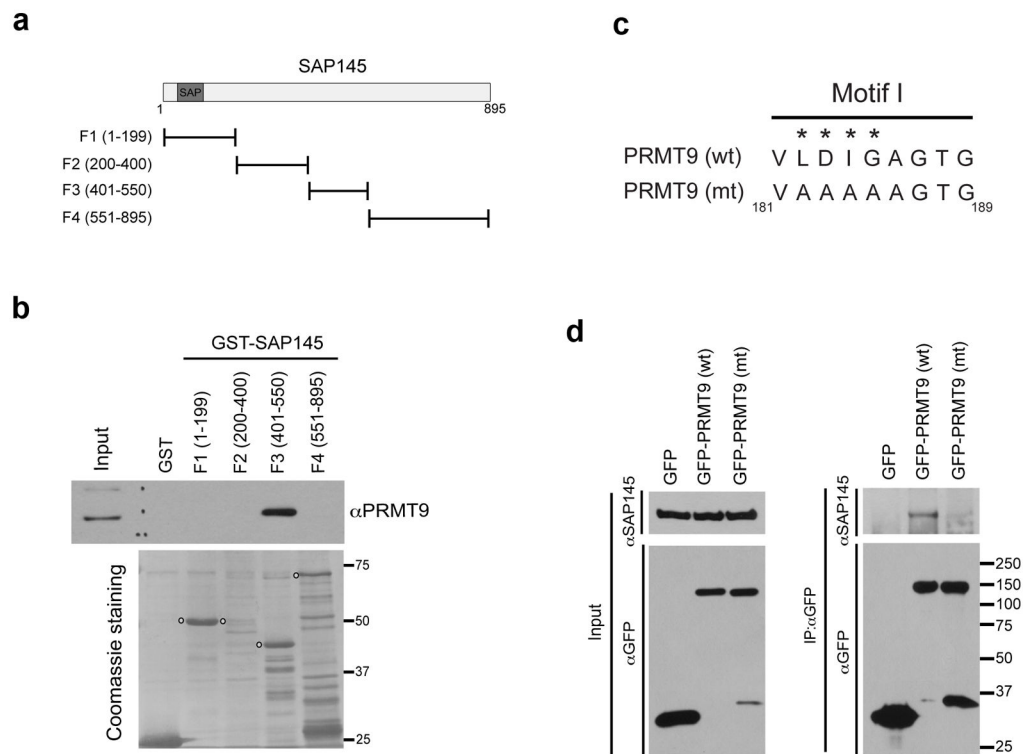 a
SAP145
SAP
1 895
F1 (1-199)
F2 (200-400)
F3 (401-550)
F4 (551-895)
b
GST-SAP145
Input
GST
F1 (1-199)
F2 (200-400)
F3 (401-550)
F4 (551-895)
αPRMT9
Coomassie staining
75
50
37
25
c
Motif I
* * * *
PRMT9 (wt) V L D I G A G T G
PRMT9 (mt) V A A A A A G T G
181 189
d
GFP
GFP-PRMT9 (wt)
GFP-PRMT9 (mt)
Input
αSAP145
αGFP
GFP
GFP-PRMT9 (wt)
GFP-PRMT9 (mt)
IP:αGFP
αSAP145
αGFP
250
150
100
75
50
37
25